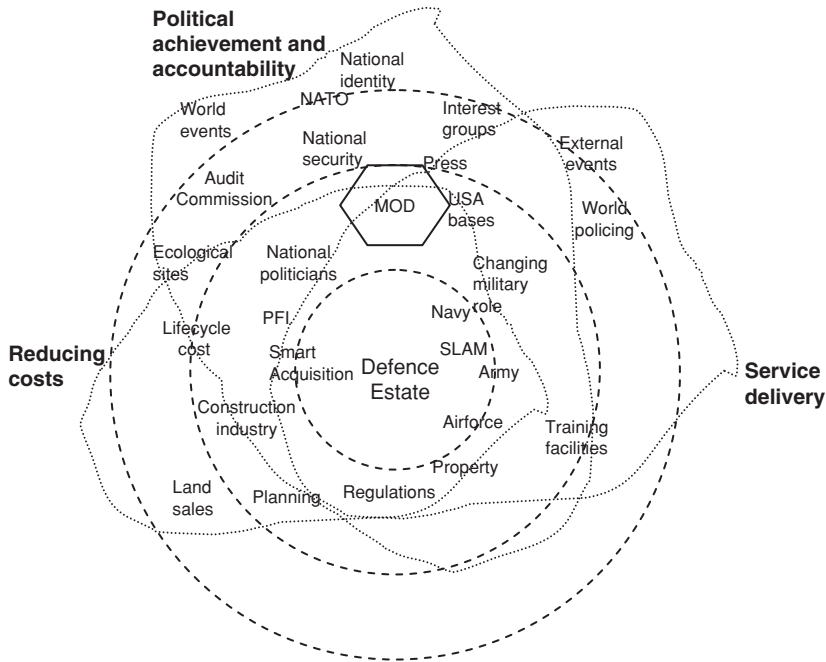 Political
achievement and
accountability
National
identity
NATO
World
events
Interest
groups
National
security
Press
External
events
Audit
Commission
MOD
USA
bases
World
policing
Ecological
sites
National
politicians
Changing
military
role
PFI
Navy
Lifecycle
cost
Reducing
costs
Smart
Acquisition
Defence
Estate
SLAM
Army
Service
delivery
Construction
industry
Airforce
Training
facilities
Property
Land
sales
Planning
Regulations